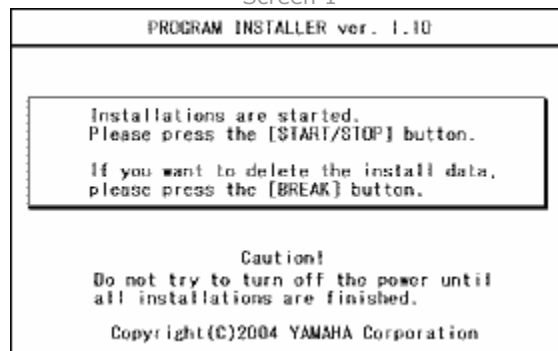 Screen 1
PROGRAM INSTALLER ver. 1.10
Installations are started.
Please press the [START/STOP] button.
If you want to delete the install data,
please press the [BREAK] button.
Caution!
Do not try to turn off the power until
all installations are finished.
Copyright(C)2004 YAMAHA Corporation